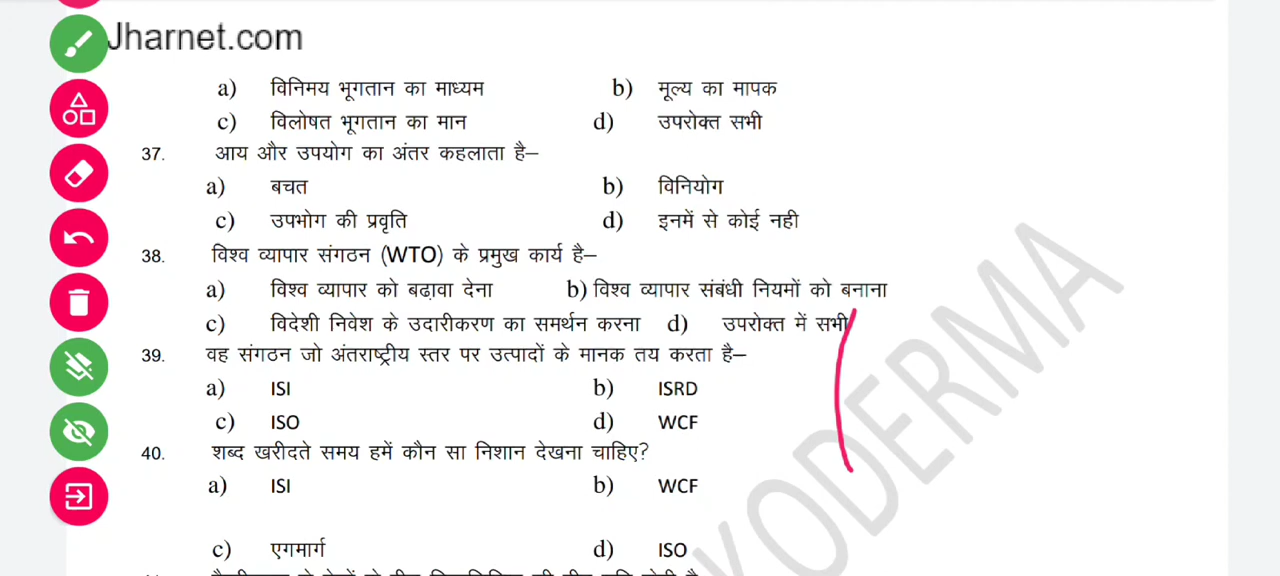 Jharnet.com
a) विनिमय भूगतान का माध्यम b) मूल्य का मापक
c) विलोषत भूगतान का मान d) उपरोक्त सभी
37. आय और उपयोग का अंतर कहलाता है—
a) बचत b) विनियोग
c) उपभोग की प्रवृति d) इनमें से कोई नही
38. विश्व व्यापार संगठन (WTO) के प्रमुख कार्य है—
a) विश्व व्यापार को बढ़ावा देना b) विश्व व्यापार संबंधी नियमों को बनाना
c) विदेशी निवेश के उदारीकरण का समर्थन करना d) उपरोक्त में सभी
39. वह संगठन जो अंतराष्ट्रीय स्तर पर उत्पादों के मानक तय करता है—
a) ISI b) ISRD
c) ISO d) WCF
40. शब्द खरीदते समय हमें कौन सा निशान देखना चाहिए?
a) ISI b) WCF
c) एगमार्ग d) ISO
KODERMA